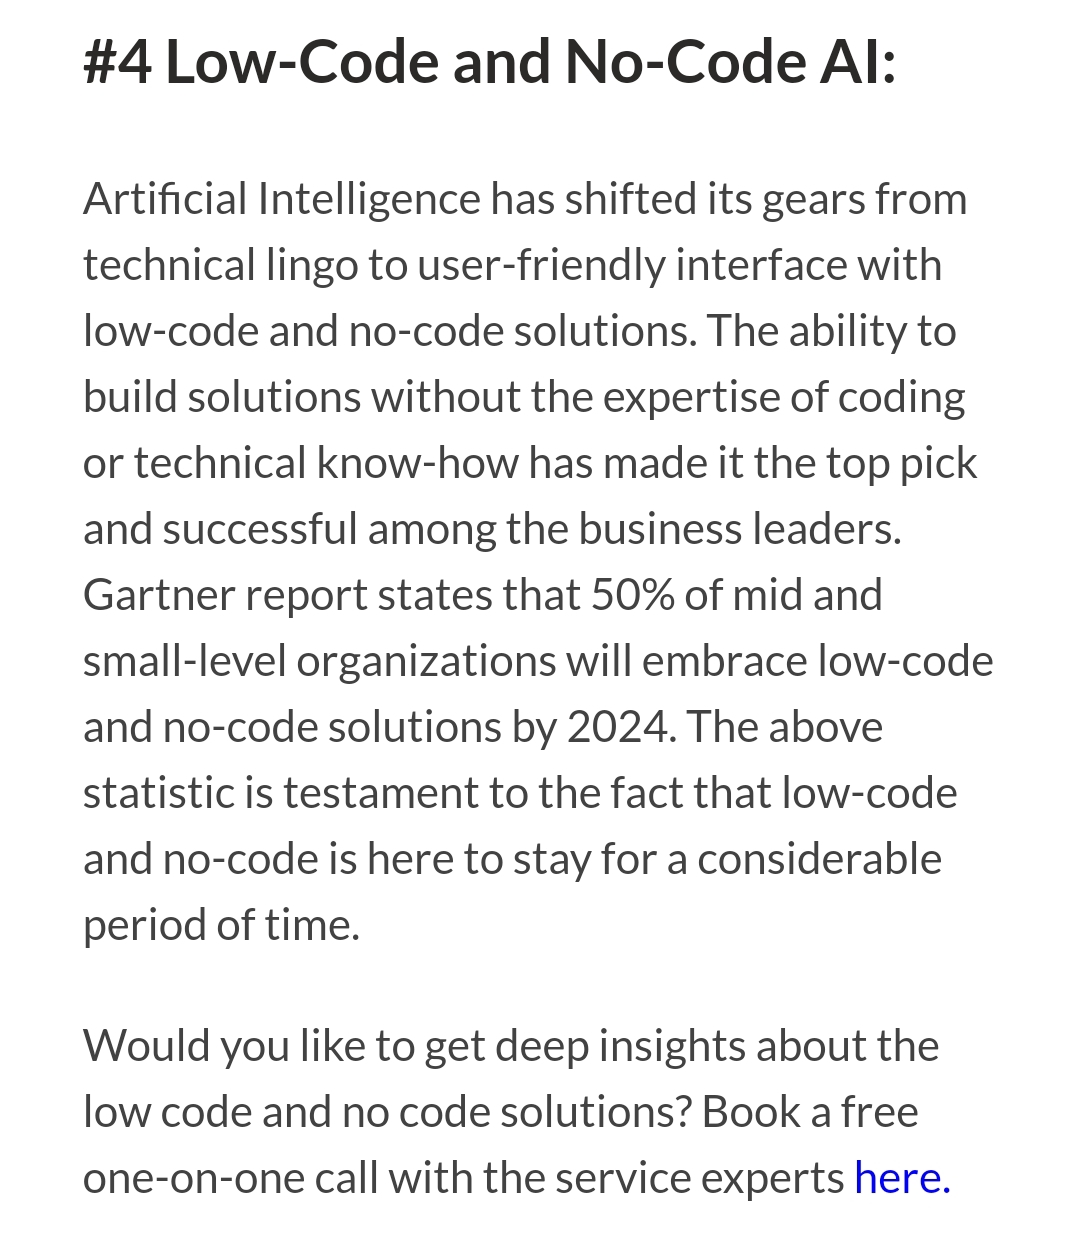 #4 Low-Code and No-Code AI:
Artificial Intelligence has shifted its gears from
technical lingo to user-friendly interface with
low-code and no-code solutions. The ability to
build solutions without the expertise of coding
or technical know-how has made it the top pick
and successful among the business leaders.
Gartner report states that 50% of mid and
small-level organizations will embrace low-code
and no-code solutions by 2024. The above
statistic is testament to the fact that low-code
and no-code is here to stay for a considerable
period of time.
Would you like to get deep insights about the
low code and no code solutions? Book a free
one-on-one call with the service experts here.